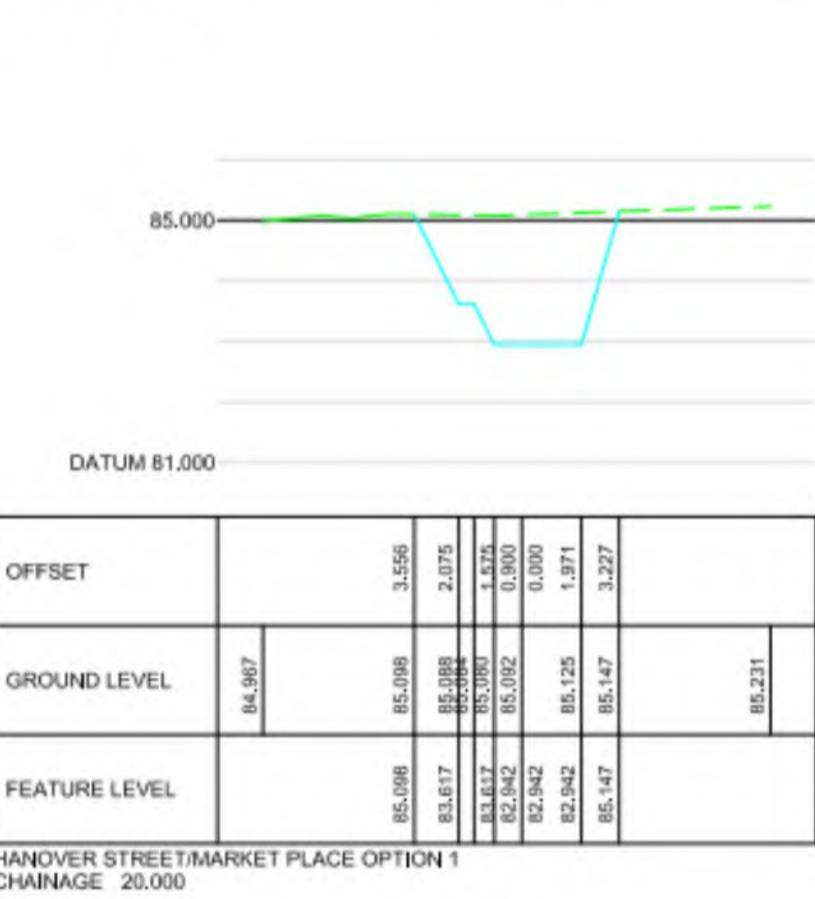 85.000
DATUM 81.000
OFFSET 3.556 2.075 1.575 0.900 0.000 1.971 3.227
GROUND LEVEL 84.967 85.098 85.088 85.084 85.080 85.092 85.125 85.147 85.231
FEATURE LEVEL 85.098 83.617 83.617 82.942 82.942 82.942 85.147
HANOVER STREET/MARKET PLACE OPTION 1
CHAINAGE 20.000